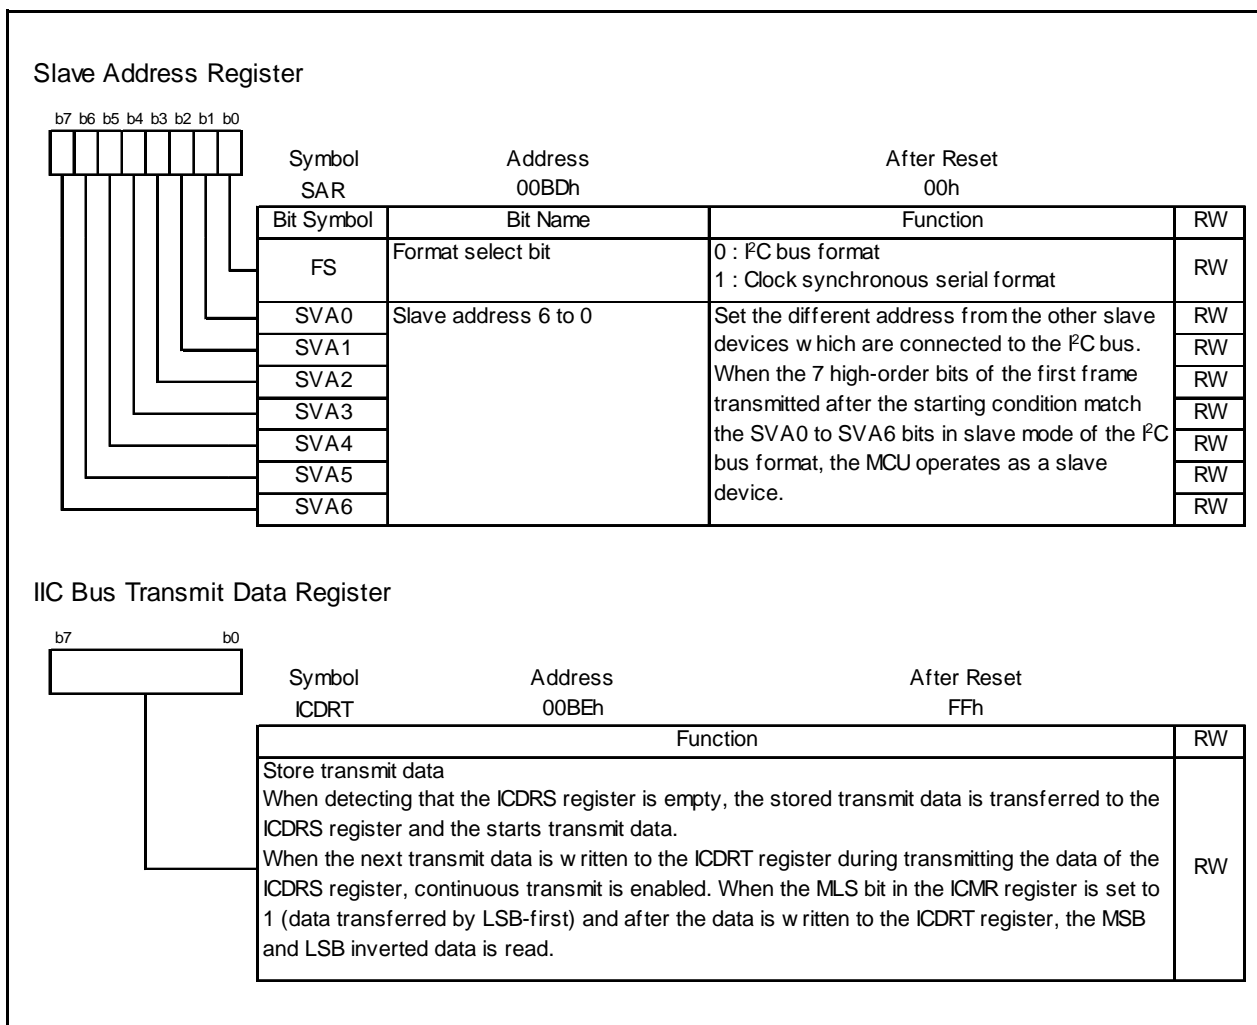 Slave Address Register
b7 b6 b5 b4 b3 b2 b1 b0
Symbol Address After Reset
SAR 00BDh 00h
Bit Symbol Bit Name Function RW
FS Format select bit 0 : I²C bus format
1 : Clock synchronous serial format RW
SVA0 Slave address 6 to 0 Set the different address from the other slave RW
SVA1 devices which are connected to the I²C bus. RW
SVA2 When the 7 high-order bits of the first frame RW
SVA3 transmitted after the starting condition match RW
SVA4 the SVA0 to SVA6 bits in slave mode of the I²C RW
SVA5 bus format, the MCU operates as a slave RW
SVA6 device. RW
IIC Bus Transmit Data Register
b7 b0
Symbol Address After Reset
ICDRT 00BEh FFh
Function RW
Store transmit data
When detecting that the ICDRS register is empty, the stored transmit data is transferred to the
ICDRS register and the starts transmit data.
When the next transmit data is written to the ICDRT register during transmitting the data of the
ICDRS register, continuous transmit is enabled. When the MLS bit in the ICMR register is set to
1 (data transferred by LSB-first) and after the data is written to the ICDRT register, the MSB
and LSB inverted data is read.
RW